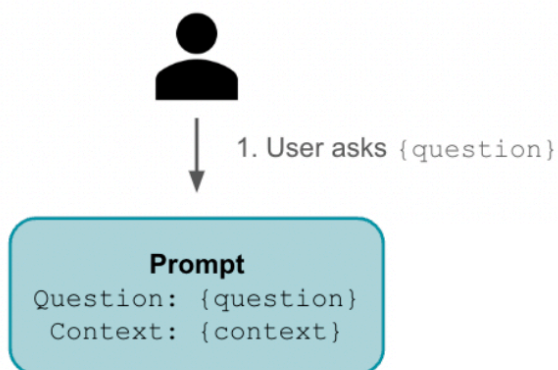 1. User asks {question}
Prompt
Question: {question}
Context: {context}